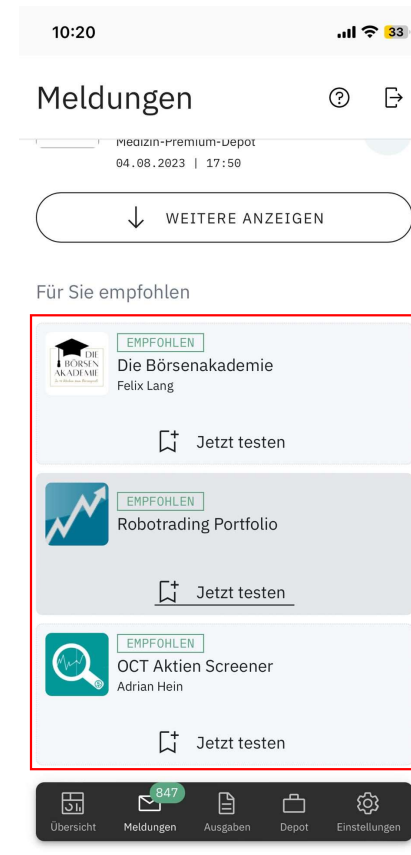 10:20
33
Meldungen
Medizin-Premium-Depot
04.08.2023 | 17:50
WEITERE ANZEIGEN
Für Sie empfohlen
DIE
BÖRSEN
AKADEMIE
EMPFOHLEN
Die Börsenakademie
Felix Lang
Jetzt testen
EMPFOHLEN
Robotrading Portfolio
Jetzt testen
EMPFOHLEN
OCT Aktien Screener
Adrian Hein
Jetzt testen
847
Übersicht Meldungen Ausgaben Depot Einstellungen